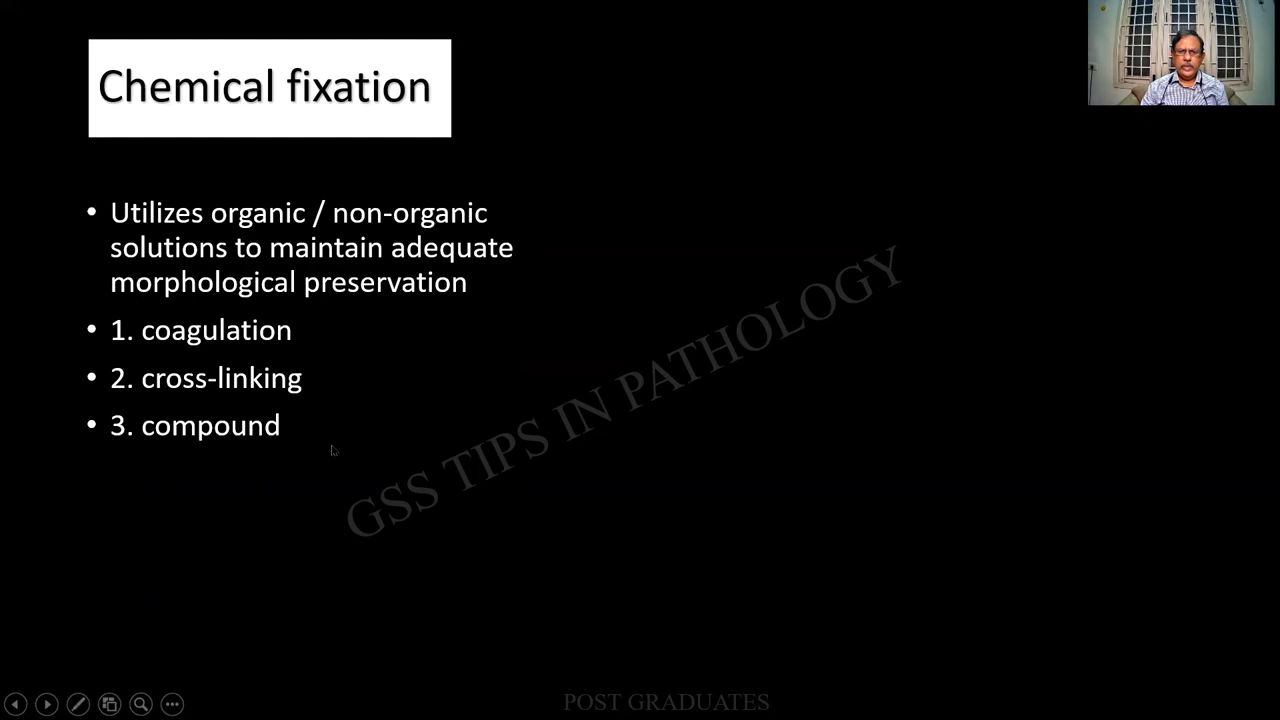 Chemical fixation
• Utilizes organic / non-organic
solutions to maintain adequate
morphological preservation
• 1. coagulation
• 2. cross-linking
• 3. compound
GSS TIPS IN PATHOLOGY
POST GRADUATES